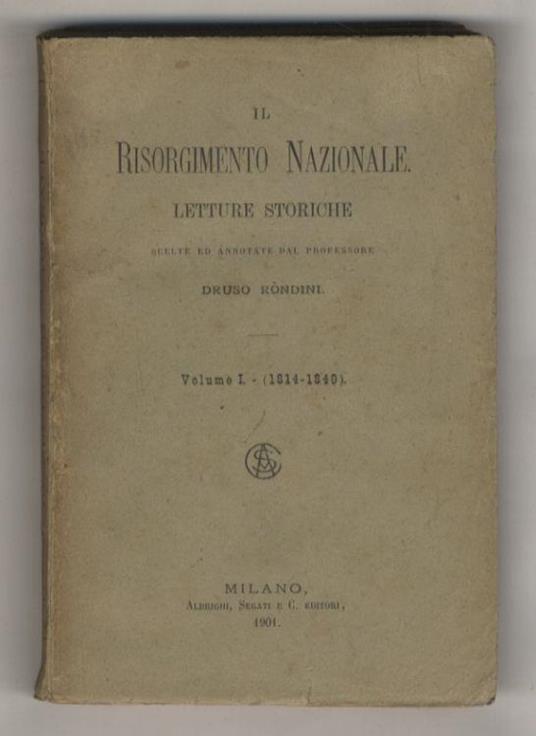 IL
RISORGIMENTO NAZIONALE.
LETTURE STORICHE
SCELTE ED ANNOTATE DAL PROFESSORE
DRUSO RÒNDINI.
Volume I. - (1814-1840).
MILANO,
ALBRIGHI, SEGATI E C. EDITORI,
1901.